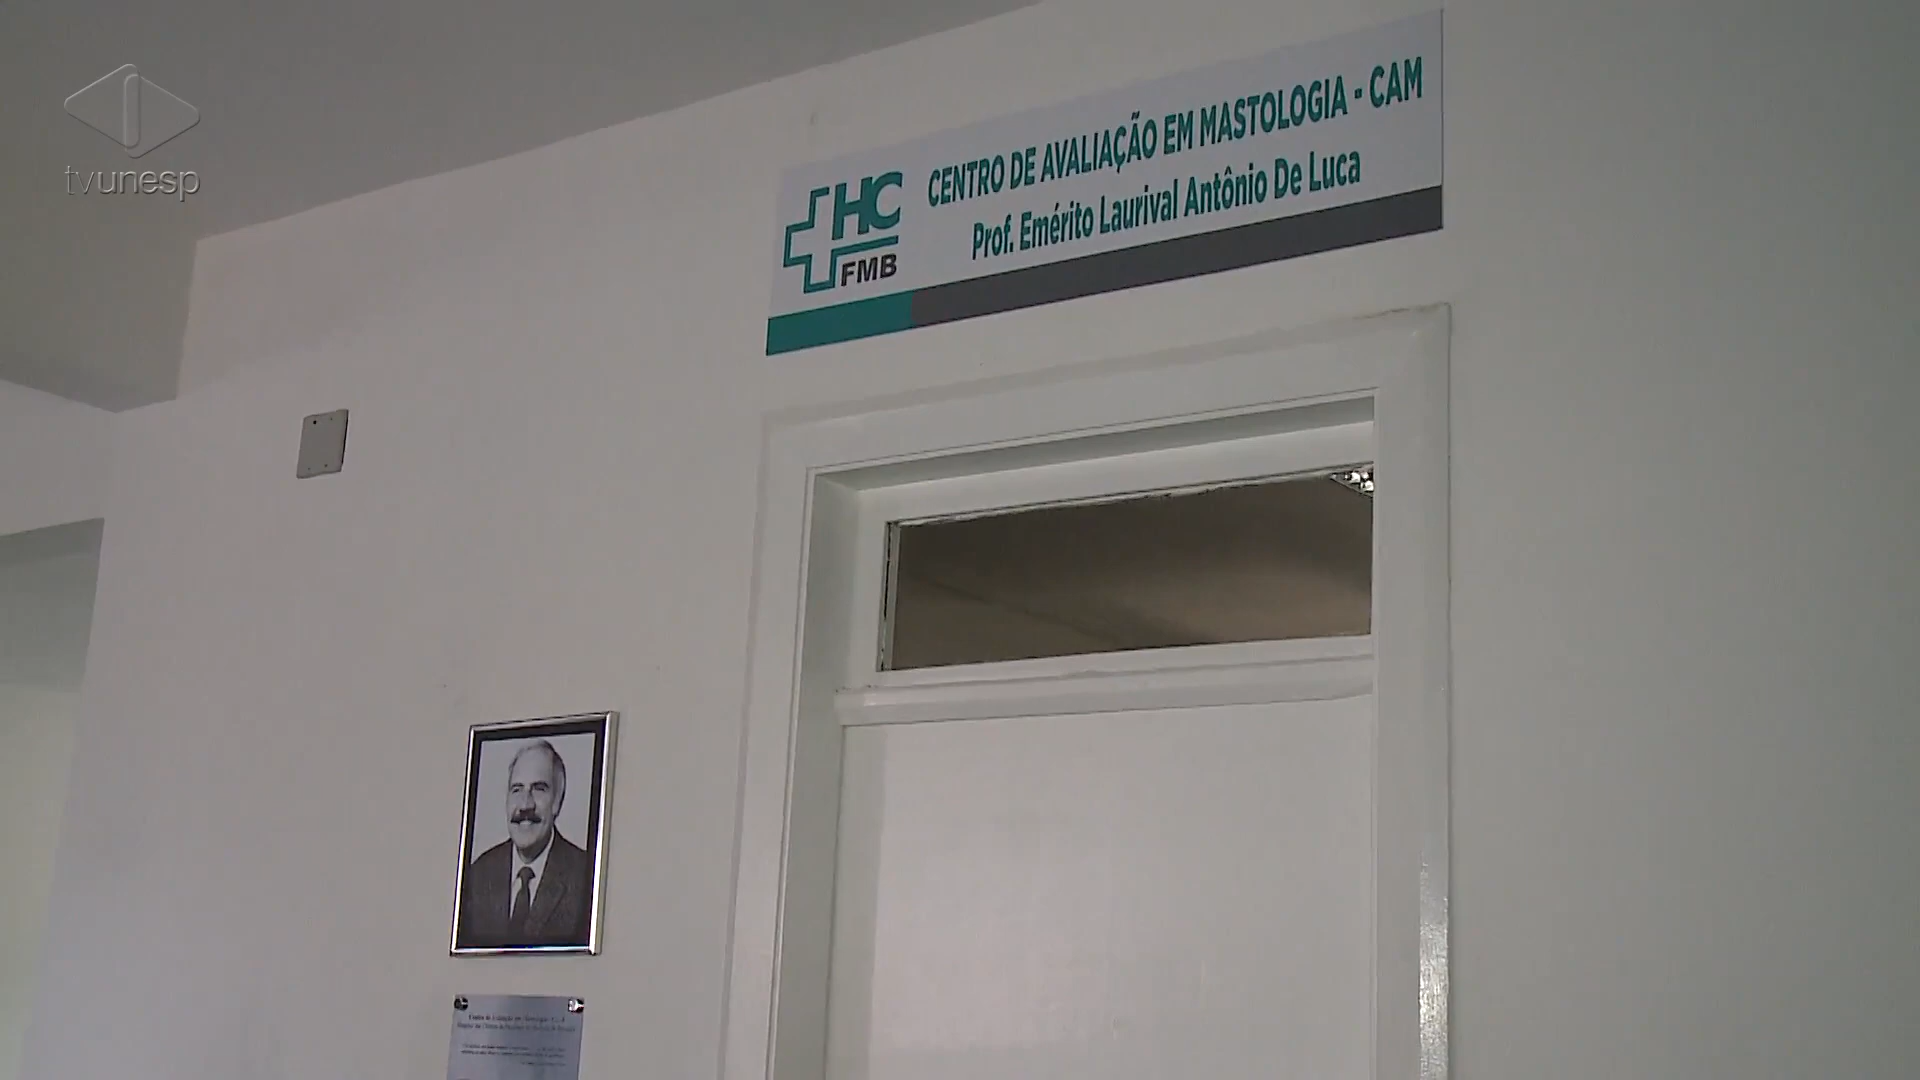 tvunesp
CENTRO DE AVALIAÇÃO EM MASTOLOGIA - CAM
Prof. Emérito Laurival Antônio De Luca
HC
FMB